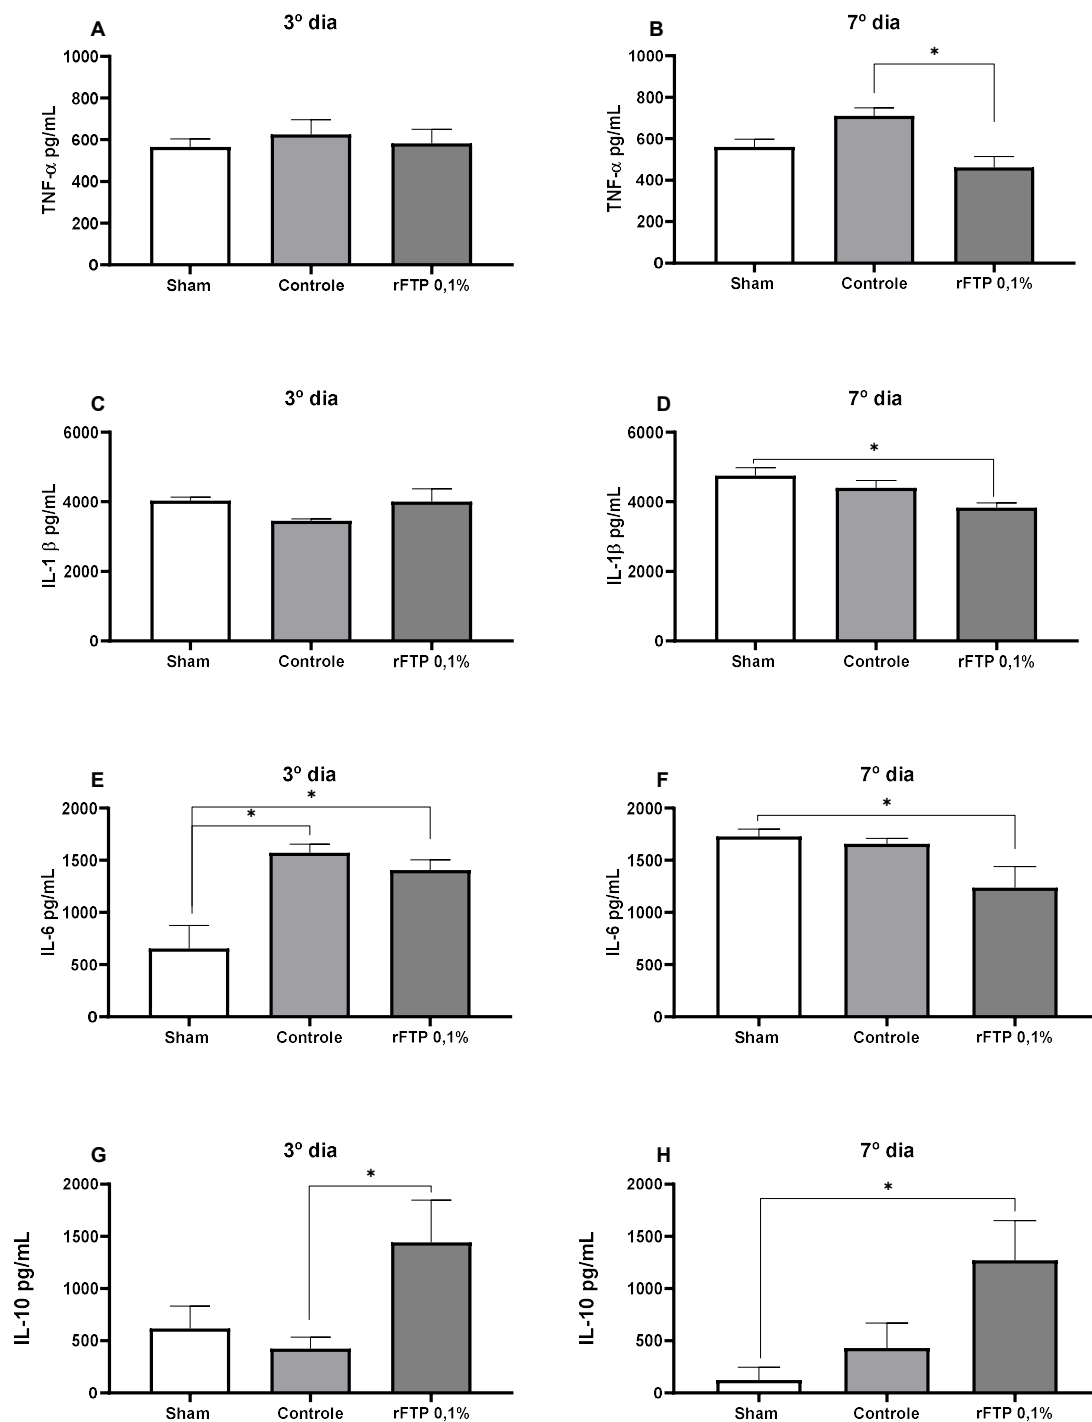 A
3º dia
1000
800
600
400
200
0
TNF-α pg/mL
Sham
Controle
rFTP 0,1%
B
7º dia
*
1000
800
600
400
200
0
TNF-α pg/mL
Sham
Controle
rFTP 0,1%
C
3º dia
6000
4000
2000
0
IL-1 β pg/mL
Sham
Controle
rFTP 0,1%
D
7º dia
*
6000
4000
2000
0
IL-1β pg/mL
Sham
Controle
rFTP 0,1%
E
3º dia
*
*
2000
1500
1000
500
0
IL-6 pg/mL
Sham
Controle
rFTP 0,1%
F
7º dia
*
2000
1500
1000
500
0
IL-6 pg/mL
Sham
Controle
rFTP 0,1%
G
3º dia
*
2000
1500
1000
500
0
IL-10 pg/mL
Sham
Controle
rFTP 0,1%
H
7º dia
*
2000
1500
1000
500
0
IL-10 pg/mL
Sham
Controle
rFTP 0,1%